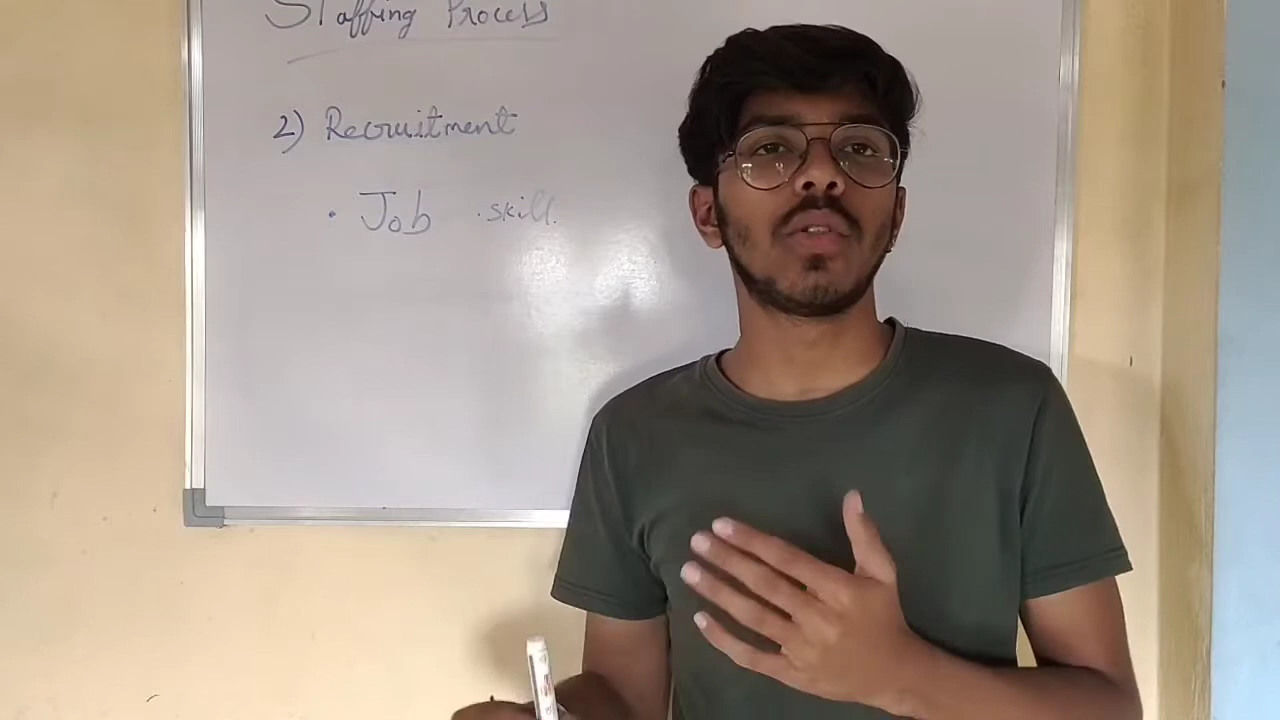 Staffing Process
2) Recruitment
· Job · skill.